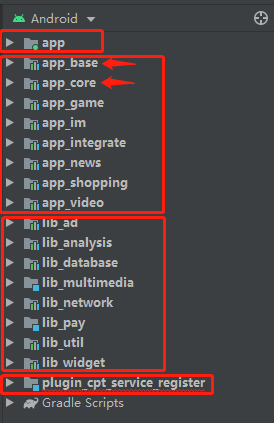 Android
app
app_base
app_core
app_game
app_im
app_integrate
app_news
app_shopping
app_video
lib_ad
lib_analysis
lib_database
lib_multimedia
lib_network
lib_pay
lib_util
lib_widget
plugin_cpt_service_register
Gradle Scripts